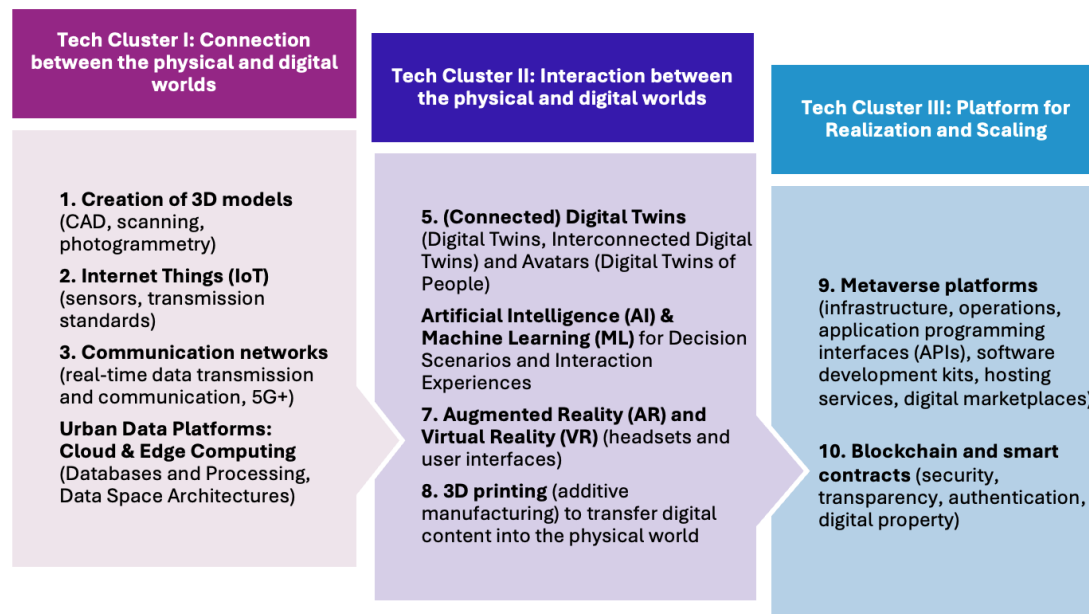 Tech Cluster I: Connection
between the physical and digital
worlds
1. Creation of 3D models
(CAD, scanning,
photogrammetry)
2. Internet Things (IoT)
(sensors, transmission
standards)
3. Communication networks
(real-time data transmission
and communication, 5G+)
Urban Data Platforms:
Cloud & Edge Computing
(Databases and Processing,
Data Space Architectures)
Tech Cluster II: Interaction between
the physical and digital worlds
5. (Connected) Digital Twins
(Digital Twins, Interconnected Digital
Twins) and Avatars (Digital Twins of
People)
Artificial Intelligence (AI) &
Machine Learning (ML) for Decision
Scenarios and Interaction
Experiences
7. Augmented Reality (AR) and
Virtual Reality (VR) (headsets and
user interfaces)
8. 3D printing (additive
manufacturing) to transfer digital
content into the physical world
Tech Cluster III: Platform for
Realization and Scaling
9. Metaverse platforms
(infrastructure, operations,
application programming
interfaces (APIs), software
development kits, hosting
services, digital marketplaces)
10. Blockchain and smart
contracts (security,
transparency, authentication,
digital property)